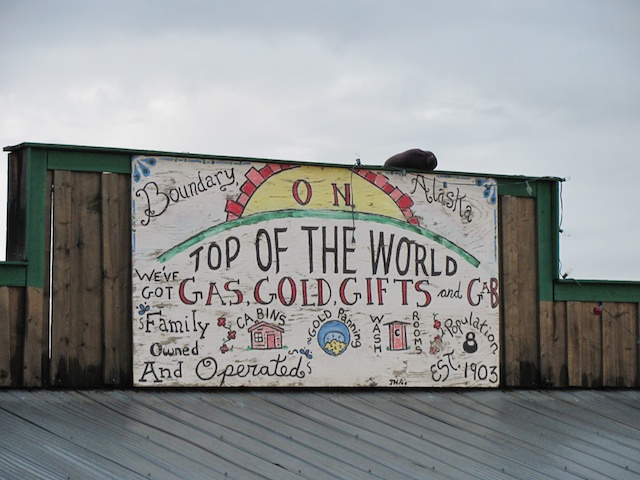 Boundary, Alaska
ON
TOP OF THE WORLD
WE'VE GOT GAS, GOLD, GIFTS and GAB
Family Owned And Operated
CABINS
GOLD Panning
WASH ROOMS
Population 8
EST. 1903